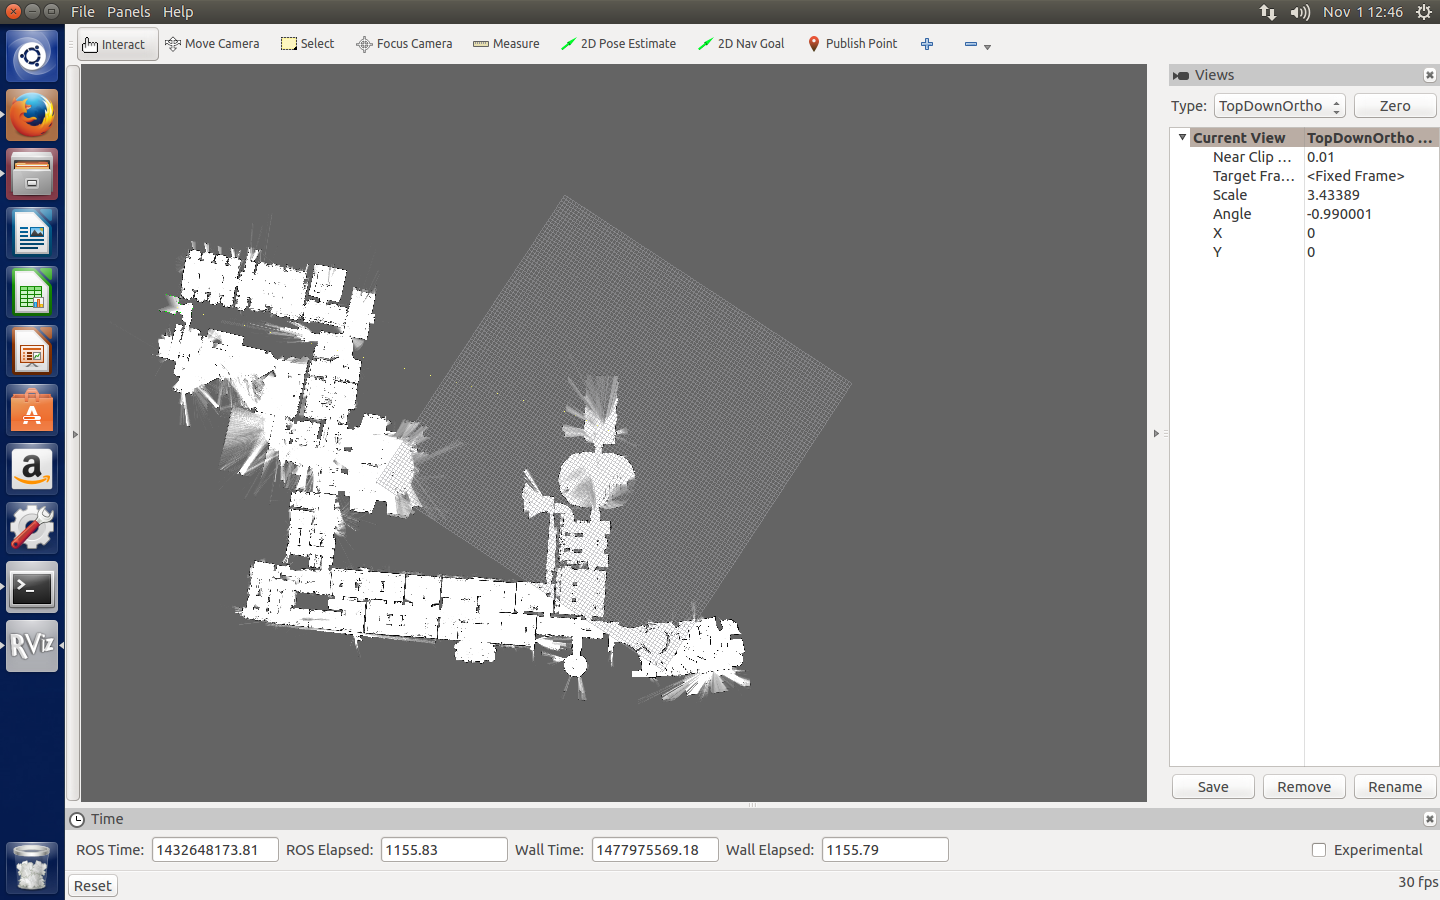 File Panels Help
Nov 1 12:46
Interact Move Camera Select Focus Camera Measure 2D Pose Estimate 2D Nav Goal Publish Point
Views
Type: TopDownOrtho Zero
Current View TopDownOrtho ...
Near Clip ... 0.01
Target Fra... <Fixed Frame>
Scale 3.43389
Angle -0.990001
X 0
Y 0
Save Remove Rename
RViz
Time
ROS Time: 1432648173.81 ROS Elapsed: 1155.83 Wall Time: 1477975569.18 Wall Elapsed: 1155.79 Experimental
Reset
30 fps